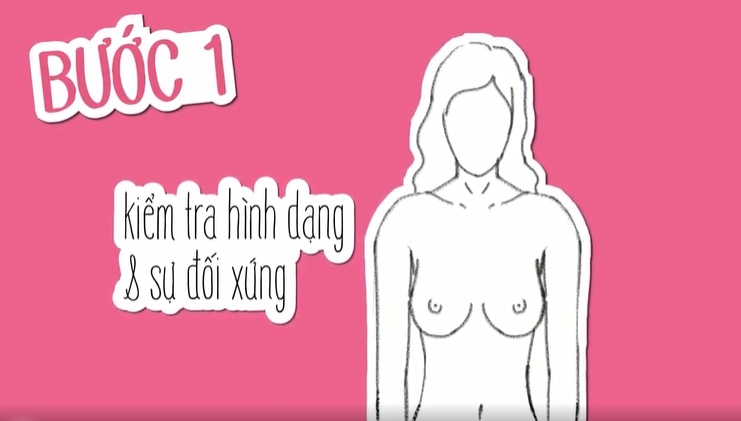 BƯỚC 1
kiểm tra hình dạng
& sự đối xứng